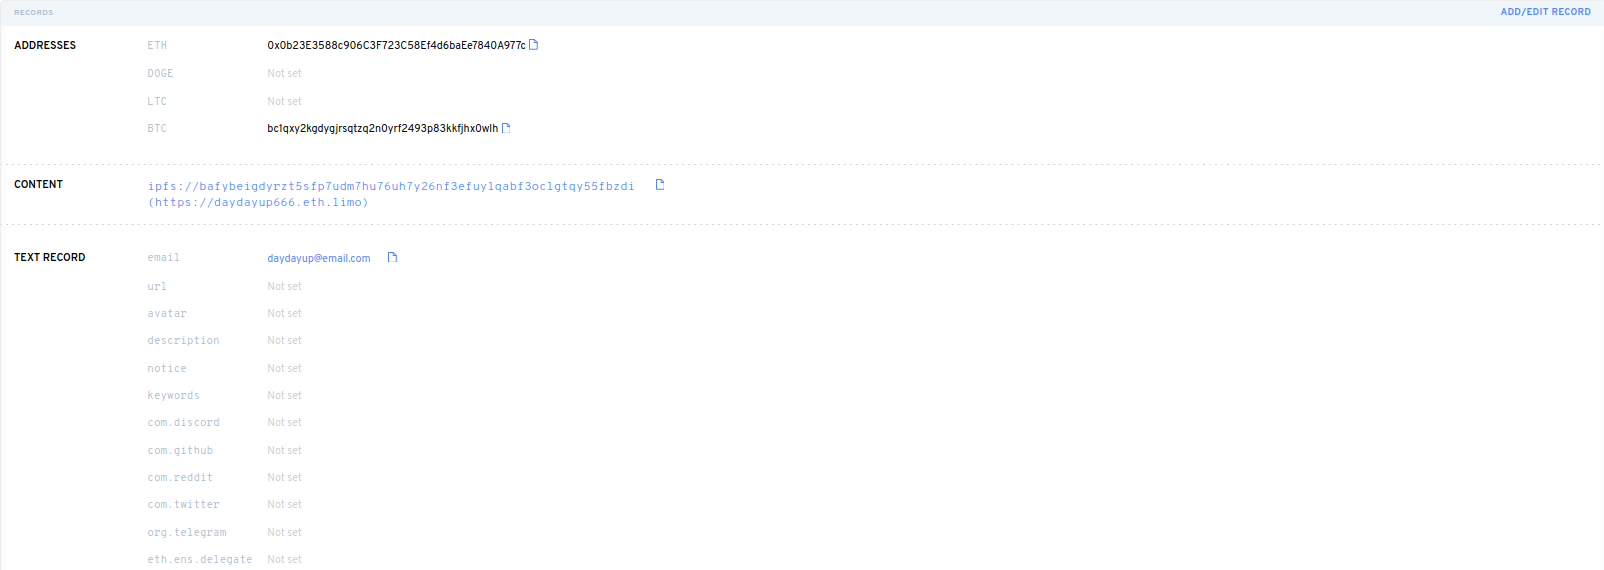 RECORDS
ADD/EDIT RECORD
ADDRESSES
ETH 0x0b23E3588c906C3F723C58Ef4d6baEe7840A977c
DOGE Not set
LTC Not set
BTC bc1qxy2kgdygjrsqtzq2n0yrf2493p83kkfjhx0wlh
CONTENT
ipfs://bafybeigdyrzt5sfp7udm7hu76uh7y26nf3efuylqabf3oclgtqy55fbzdi
(https://daydayup666.eth.limo)
TEXT RECORD
email daydayup@email.com
url Not set
avatar Not set
description Not set
notice Not set
keywords Not set
com.discord Not set
com.github Not set
com.reddit Not set
com.twitter Not set
org.telegram Not set
eth.ens.delegate Not set